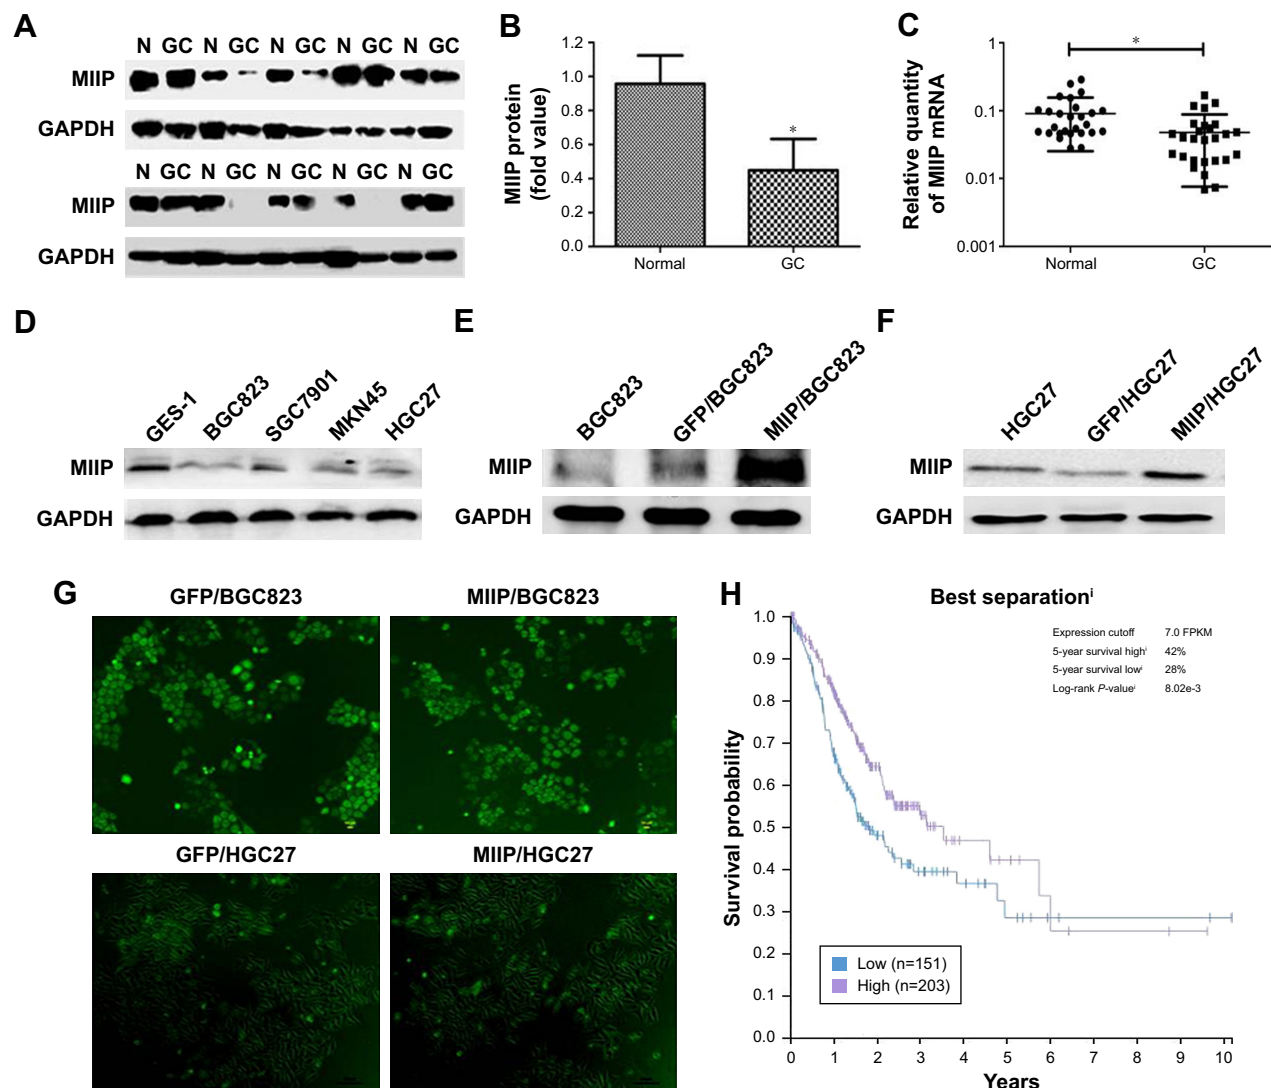 A
N GC N GC N GC N GC N GC
MIIP
GAPDH
N GC N GC N GC N GC N GC
MIIP
GAPDH
B
MIIP protein
(fold value)
1.2
1.0
0.8
0.6
0.4
0.2
0.0
*
Normal
GC
C
Relative quantity
of MIIP mRNA
1
0.1
0.01
0.001
*
Normal
GC
D
GES-1
BGC823
SGC7901
MKN45
HGC27
MIIP
GAPDH
E
BGC823
GFP/BGC823
MIIP/BGC823
MIIP
GAPDH
F
HGC27
GFP/HGC27
MIIP/HGC27
MIIP
GAPDH
G
GFP/BGC823
MIIP/BGC823
GFP/HGC27
MIIP/HGC27
H
Best separationⁱ
Expression cutoff 7.0 FPKM
5-year survival highⁱ 42%
5-year survival lowⁱ 28%
Log-rank P-valueⁱ 8.02e-3
Survival probability
1.0
0.9
0.8
0.7
0.6
0.5
0.4
0.3
0.2
0.1
0.0
Low (n=151)
High (n=203)
0 1 2 3 4 5 6 7 8 9 10
Years